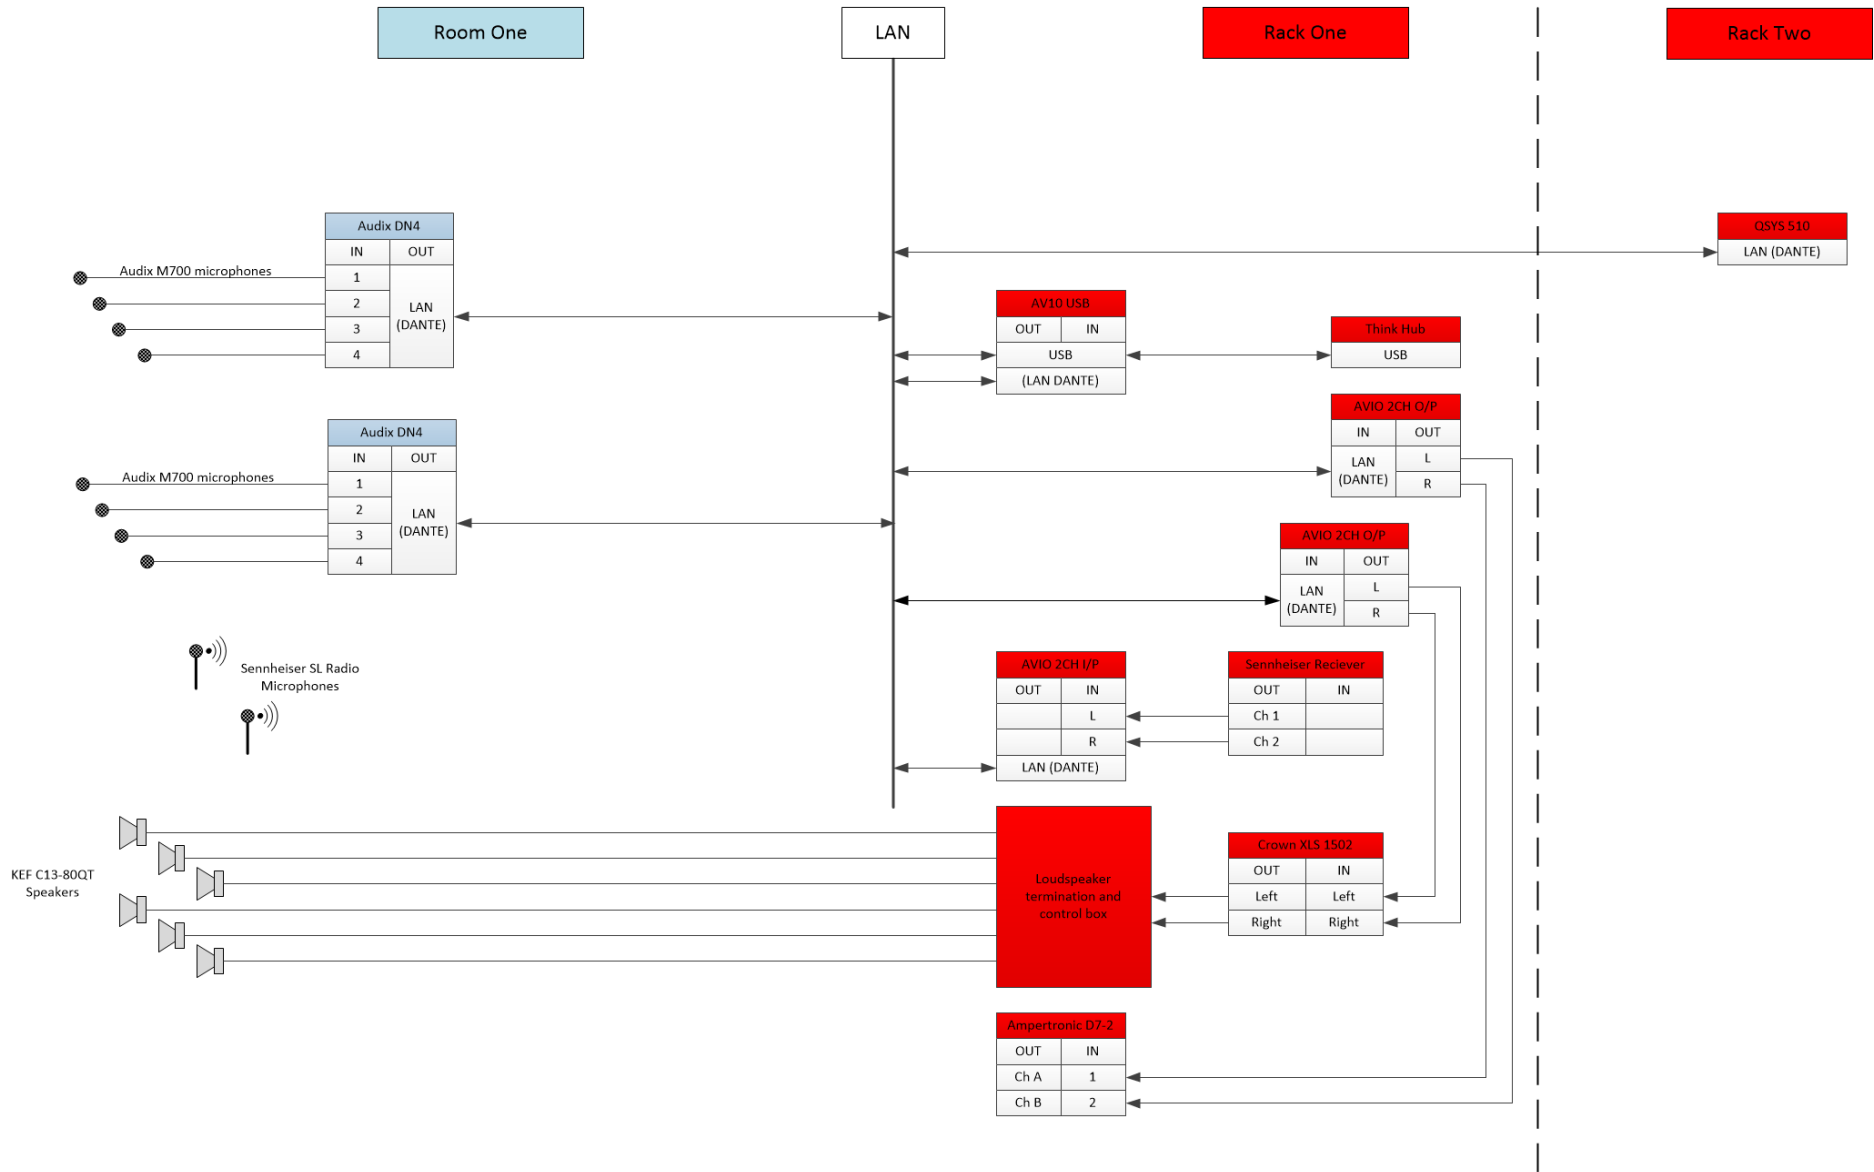 Room One
LAN
Rack One
Rack Two
Audix DN4
IN OUT
Audix M700 microphones
1
2
3
4
LAN
(DANTE)
Audix DN4
IN OUT
Audix M700 microphones
1
2
3
4
LAN
(DANTE)
Sennheiser SL Radio
Microphones
KEF C13-80QT
Speakers
QSYS 510
LAN (DANTE)
AV10 USB
OUT IN
USB
(LAN DANTE)
Think Hub
USB
AVIO 2CH O/P
IN OUT
LAN
(DANTE)
L
R
AVIO 2CH O/P
IN OUT
LAN
(DANTE)
L
R
AVIO 2CH I/P
OUT IN
L
R
LAN (DANTE)
Sennheiser Reciever
OUT IN
Ch 1
Ch 2
Loudspeaker
termination and
control box
Crown XLS 1502
OUT IN
Left Left
Right Right
Ampertronic D7-2
OUT IN
Ch A 1
Ch B 2